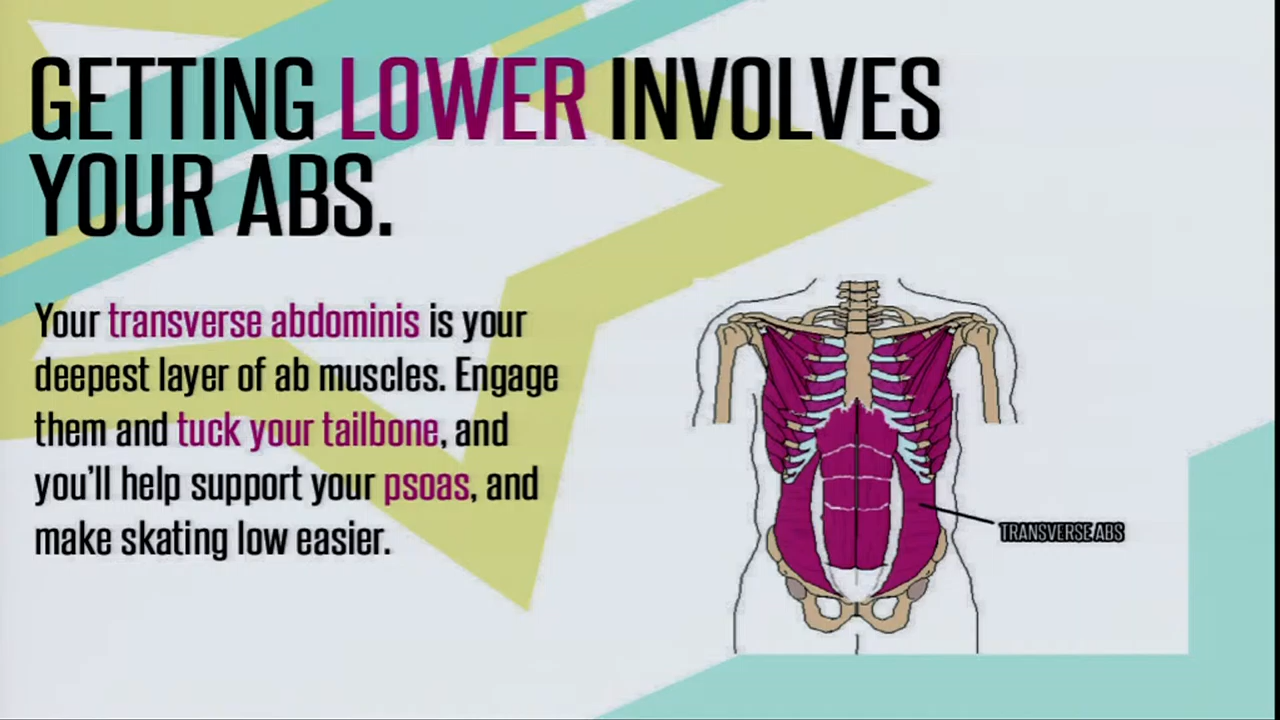 GETTING LOWER INVOLVES
YOUR ABS.
Your transverse abdominis is your
deepest layer of ab muscles. Engage
them and tuck your tailbone, and
you'll help support your psoas, and
make skating low easier.
TRANSVERSE ABS